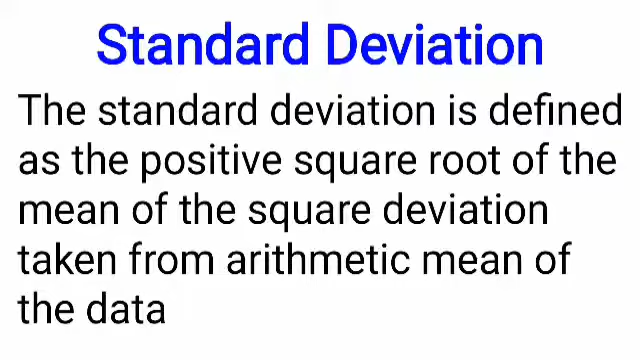 Standard Deviation
The standard deviation is defined
as the positive square root of the
mean of the square deviation
taken from arithmetic mean of
the data